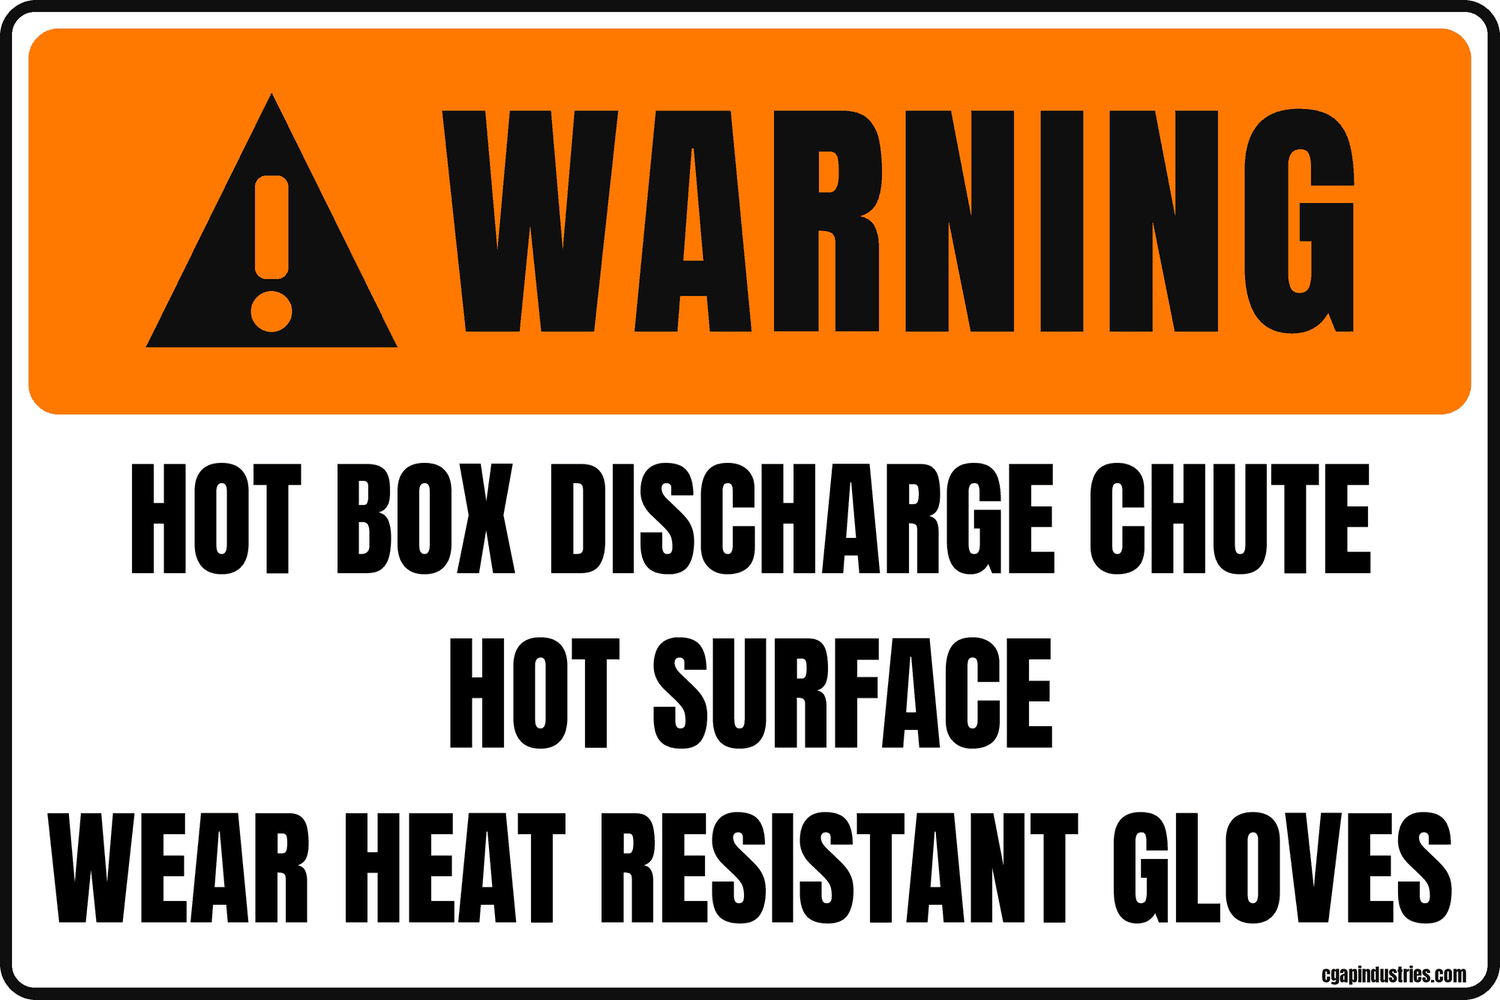 WARNING
HOT BOX DISCHARGE CHUTE
HOT SURFACE
WEAR HEAT RESISTANT GLOVES
cgapindustries.com